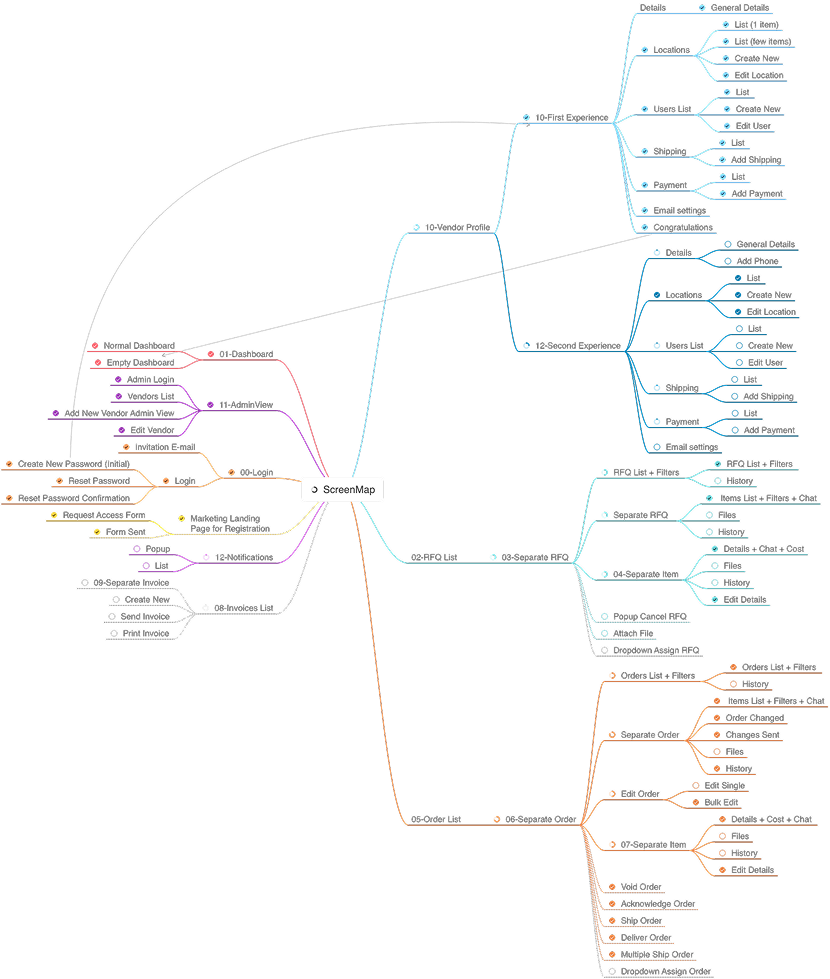 ScreenMap
10-Vendor Profile
10-First Experience
Details
General Details
Locations
List (1 item)
List (few items)
Create New
Edit Location
Users List
List
Create New
Edit User
Shipping
List
Add Shipping
Payment
List
Add Payment
Email settings
Congratulations
12-Second Experience
Details
General Details
Add Phone
Locations
List
Create New
Edit Location
Users List
List
Create New
Edit User
Shipping
List
Add Shipping
Payment
List
Add Payment
Email settings
02-RFQ List
03-Separate RFQ
RFQ List + Filters
RFQ List + Filters
History
Separate RFQ
Items List + Filters + Chat
Files
History
04-Separate Item
Details + Chat + Cost
Files
History
Edit Details
Popup Cancel RFQ
Attach File
Dropdown Assign RFQ
05-Order List
06-Separate Order
Orders List + Filters
Orders List + Filters
History
Separate Order
Items List + Filters + Chat
Order Changed
Changes Sent
Files
History
Edit Order
Edit Single
Bulk Edit
07-Separate Item
Details + Cost + Chat
Files
History
Edit Details
Void Order
Acknowledge Order
Ship Order
Deliver Order
Multiple Ship Order
Dropdown Assign Order
01-Dashboard
Normal Dashboard
Empty Dashboard
11-AdminView
Admin Login
Vendors List
Add New Vendor Admin View
Edit Vendor
00-Login
Invitation E-mail
Login
Create New Password (initial)
Reset Password
Reset Password Confirmation
Marketing Landing
Page for Registration
Request Access Form
Form Sent
12-Notifications
Popup
List
08-Invoices List
09-Separate Invoice
Create New
Send Invoice
Print Invoice